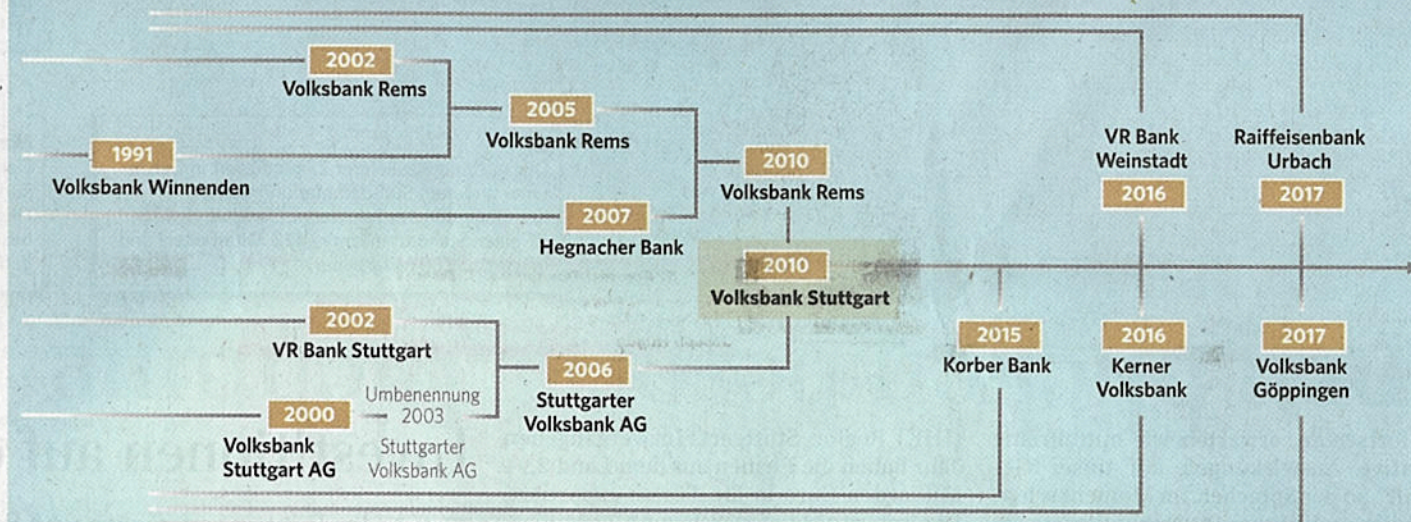 2002
Volksbank Rems
2005
Volksbank Rems
1991
Volksbank Winnenden
2010
Volksbank Rems
2007
Hegnacher Bank
VR Bank
Weinstadt
2016
Raiffeisenbank
Urbach
2017
2010
Volksbank Stuttgart
2002
VR Bank Stuttgart
2006
Stuttgarter
Volksbank AG
2000
Volksbank
Stuttgart AG
Umbenennung
2003
Stuttgarter
Volksbank AG
2015
Korber Bank
2016
Kerner
Volksbank
2017
Volksbank
Göppingen